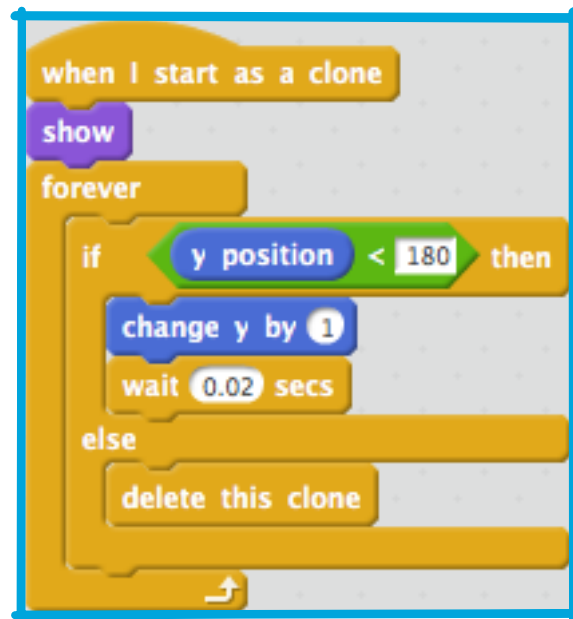 when I start as a clone
show
forever
if y position < 180 then
change y by 1
wait 0.02 secs
else
delete this clone